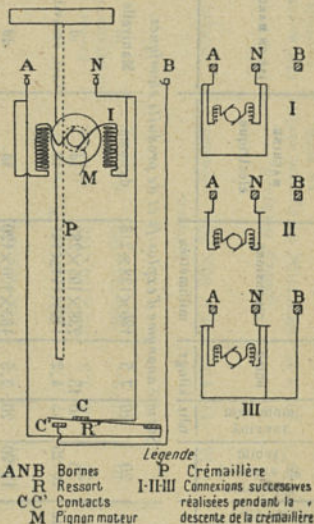 A N B
A N B
I
I
M
A N B
II
P
A N B
III
C
R C'
Légende
ANB Bornes
R Ressort
CC' Contacts
M Pignon moteur
P Crémaillère
I-II-III Connexions successives
réalisées pendant la
descente de la crémaillère